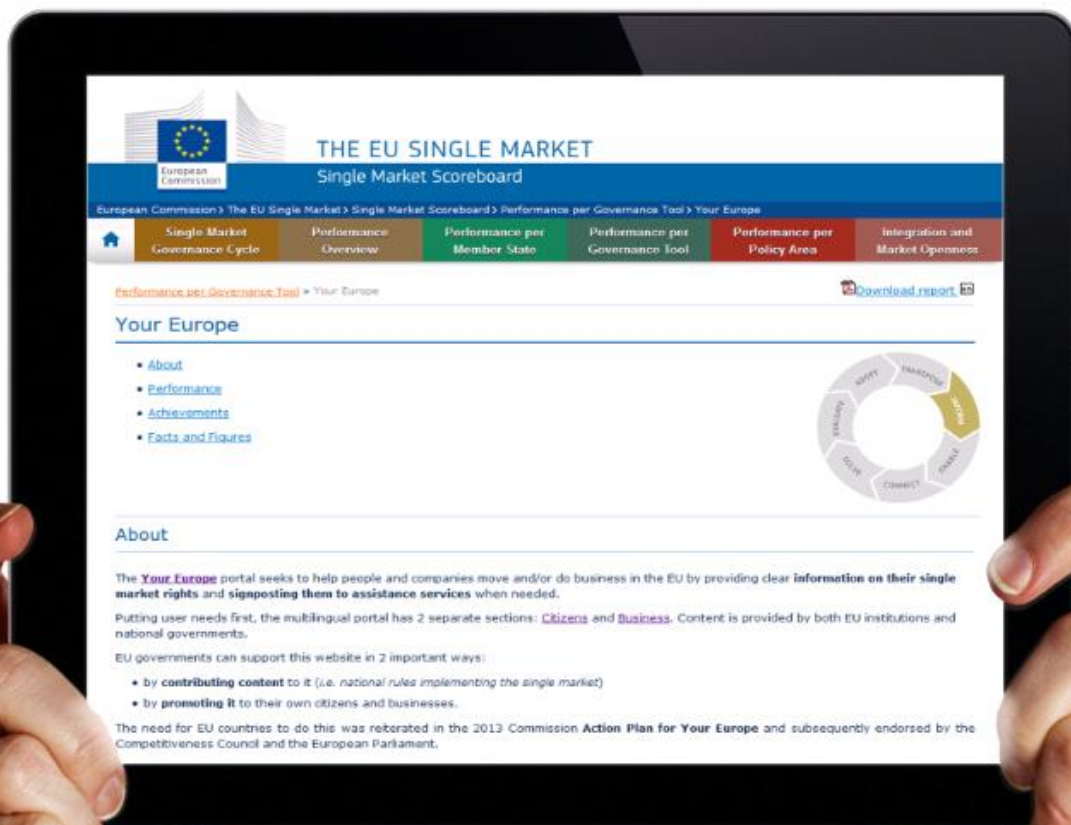 THE EU SINGLE MARKET
European
Commission
Single Market Scoreboard
European Commission > The EU Single Market > Single Market Scoreboard > Performance per Governance Tool > Your Europe
Single Market
Governance Cycle
Performance
Overview
Performance per
Member State
Performance per
Governance Tool
Performance per
Policy Area
Integration and
Market Openness
Performance per Governance Tool » Your Europe
Download report en
Your Europe
• About
• Performance
• Achievements
• Facts and Figures
ADOPT
TRANSPOSE
INFORM
ENABLE
CONNECT
SOLVE
About
The Your Europe portal seeks to help people and companies move and/or do business in the EU by providing clear information on their single
market rights and signposting them to assistance services when needed.
Putting user needs first, the multilingual portal has 2 separate sections: Citizens and Business. Content is provided by both EU institutions and
national governments.
EU governments can support this website in 2 important ways:
• by contributing content to it (i.e. national rules implementing the single market)
• by promoting it to their own citizens and businesses.
The need for EU countries to do this was reiterated in the 2013 Commission Action Plan for Your Europe and subsequently endorsed by the
Competitiveness Council and the European Parliament.